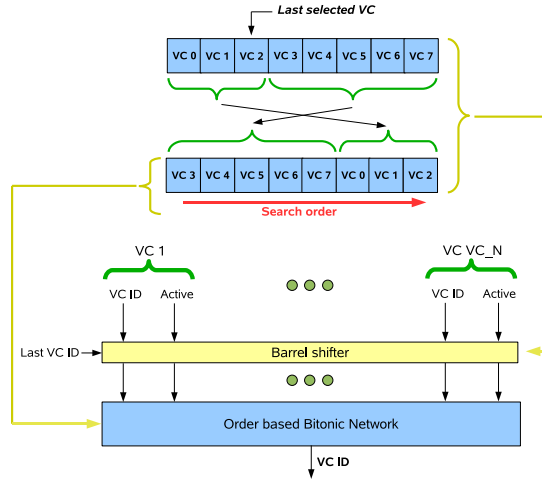 Last selected VC
VC 0 VC 1 VC 2 VC 3 VC 4 VC 5 VC 6 VC 7
VC 3 VC 4 VC 5 VC 6 VC 7 VC 0 VC 1 VC 2
Search order
VC 1 VC VC_N
VC ID Active VC ID Active
Last VC ID Barrel shifter
Order based Bitonic Network
VC ID